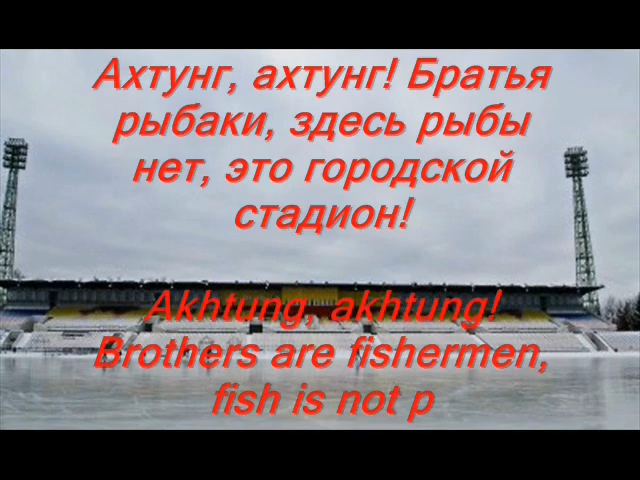 Ахтунг, ахтунг! Братья
рыбаки, здесь рыбы
нет, это городской
стадион!
Akhtung, akhtung!
Brothers are fishermen,
fish is not p